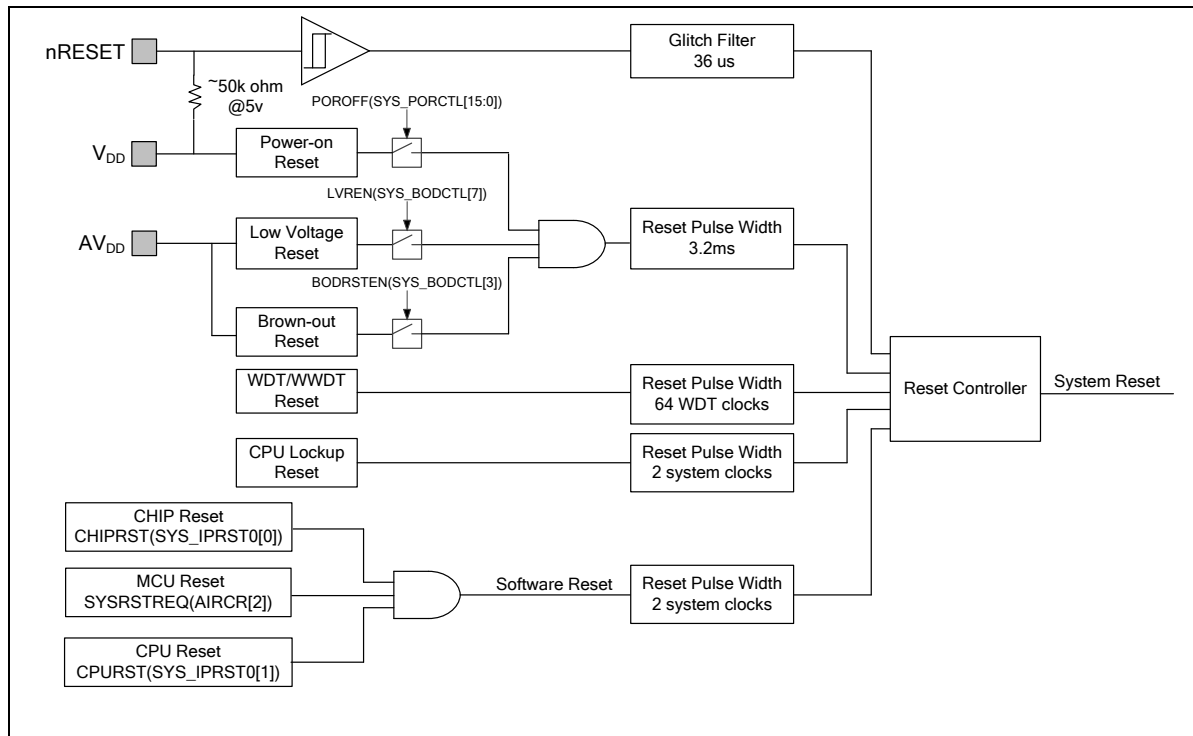 nRESET
~50k ohm
@5v
Glitch Filter
36 us
POROFF(SYS_PORCTL[15:0])
VDD
Power-on
Reset
LVREN(SYS_BODCTL[7])
AVDD
Low Voltage
Reset
Reset Pulse Width
3.2ms
BODRSTEN(SYS_BODCTL[3])
Brown-out
Reset
WDT/WWDT
Reset
Reset Pulse Width
64 WDT clocks
Reset Controller
System Reset
CPU Lockup
Reset
Reset Pulse Width
2 system clocks
CHIP Reset
CHIPRST(SYS_IPRST0[0])
MCU Reset
SYSRSTREQ(AIRCR[2])
Software Reset
Reset Pulse Width
2 system clocks
CPU Reset
CPURST(SYS_IPRST0[1])